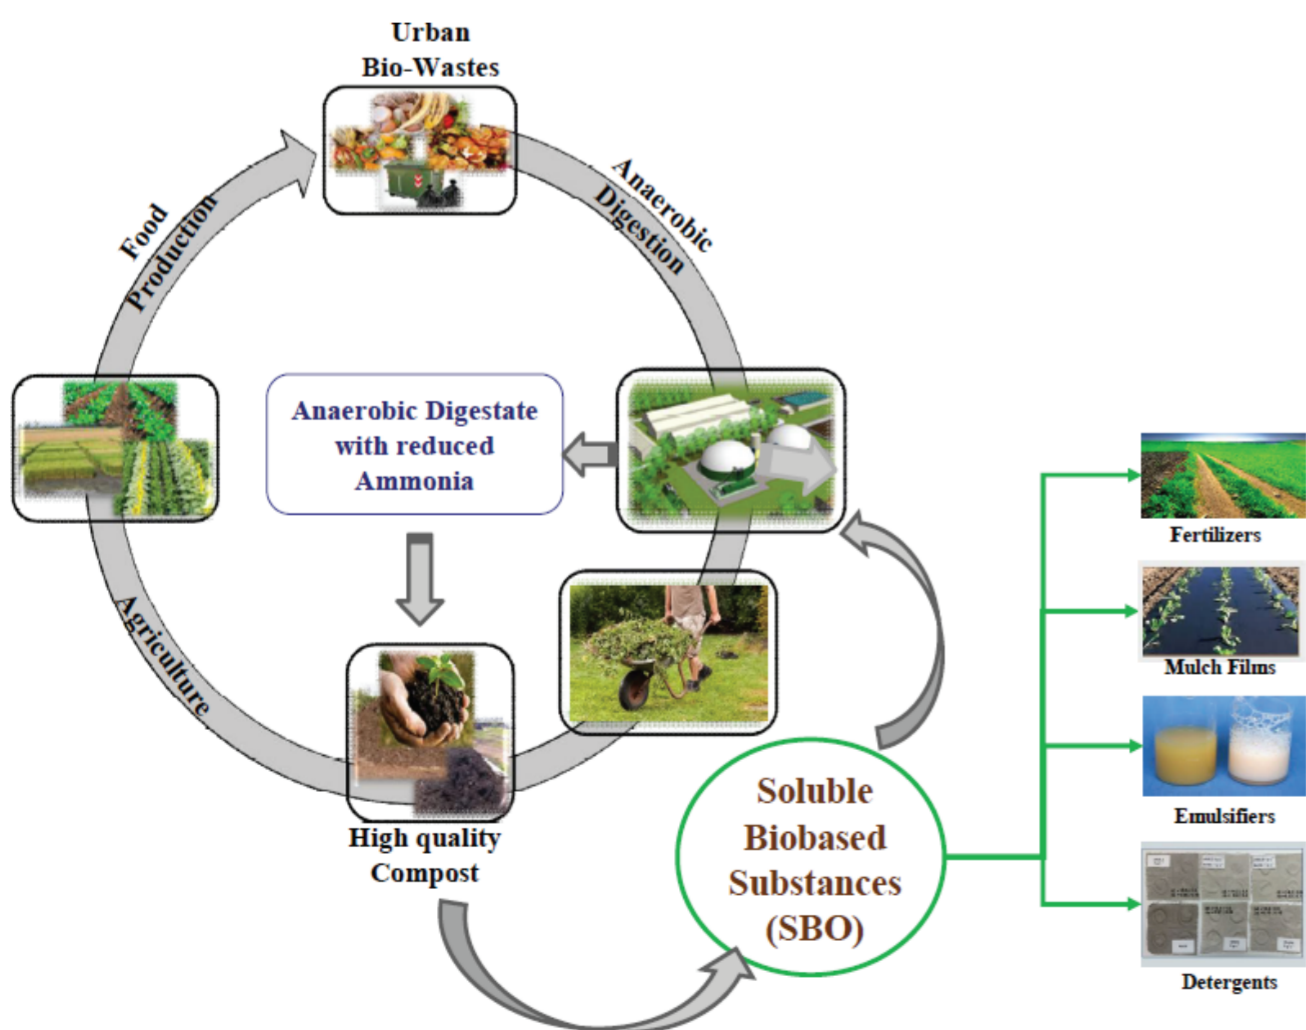 Urban
Bio-Wastes
Anaerobic
Digestion
Food
Production
Anaerobic Digestate
with reduced
Ammonia
Agriculture
High quality
Compost
Soluble
Biobased
Substances
(SBO)
Fertilizers
Mulch Films
Emulsifiers
Detergents